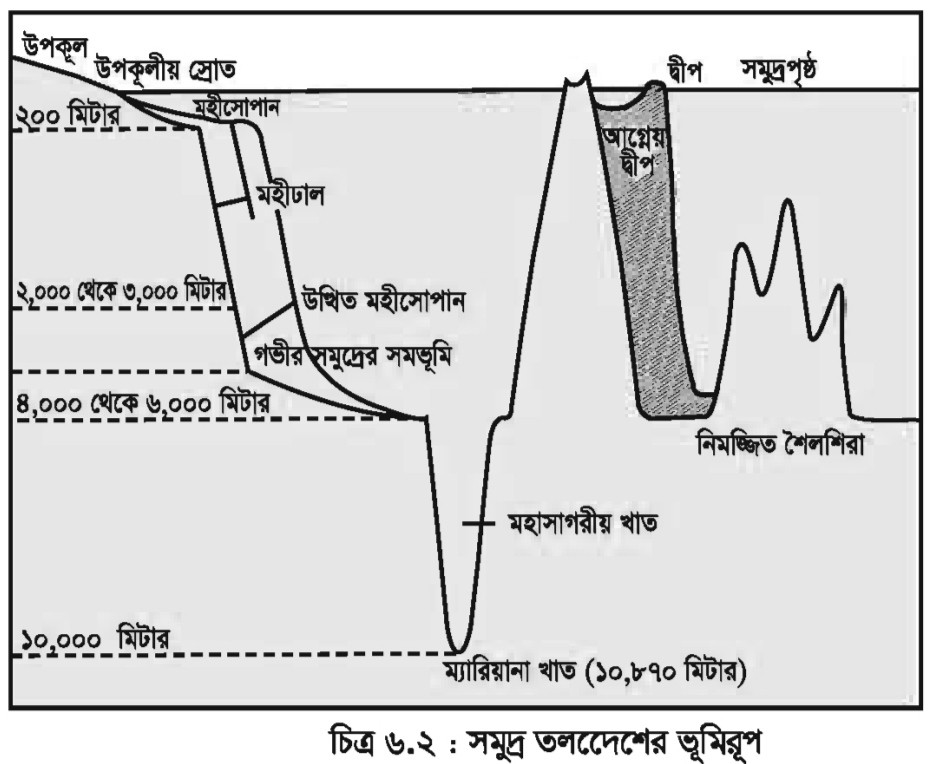 উপকূল
উপকূলীয় স্রোত
দ্বীপ
সমুদ্রপৃষ্ঠ
মহীসোপান
২০০ মিটার
আগ্নেয়
দ্বীপ
মহীঢাল
২,০০০ থেকে ৩,০০০ মিটার
উত্থিত মহীসোপান
গভীর সমুদ্রের সমভূমি
৪,০০০ থেকে ৬,০০০ মিটার
নিমজ্জিত শৈলশিরা
মহাসাগরীয় খাত
১০,০০০ মিটার
ম্যারিয়ানা খাত (১০,৮৭০ মিটার)
চিত্র ৬.২ : সমুদ্র তলদেশের ভূমিরূপ